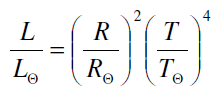 L/L_Θ = (R/R_Θ)^2 (T/T_Θ)^4